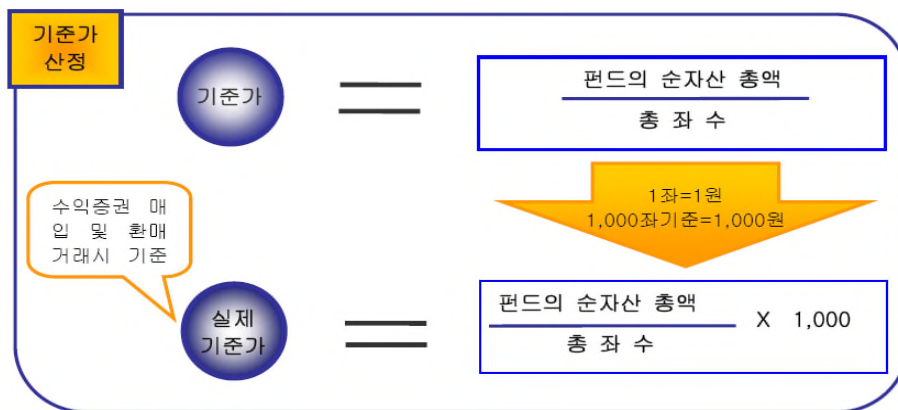 기준가
산정
기준가
펀드의 순자산 총액
총 좌 수
1좌=1원
1,000좌기준=1,000원
수익증권 매
입 및 환매
거래시 기준
실제
기준가
펀드의 순자산 총액
총 좌 수
X 1,000